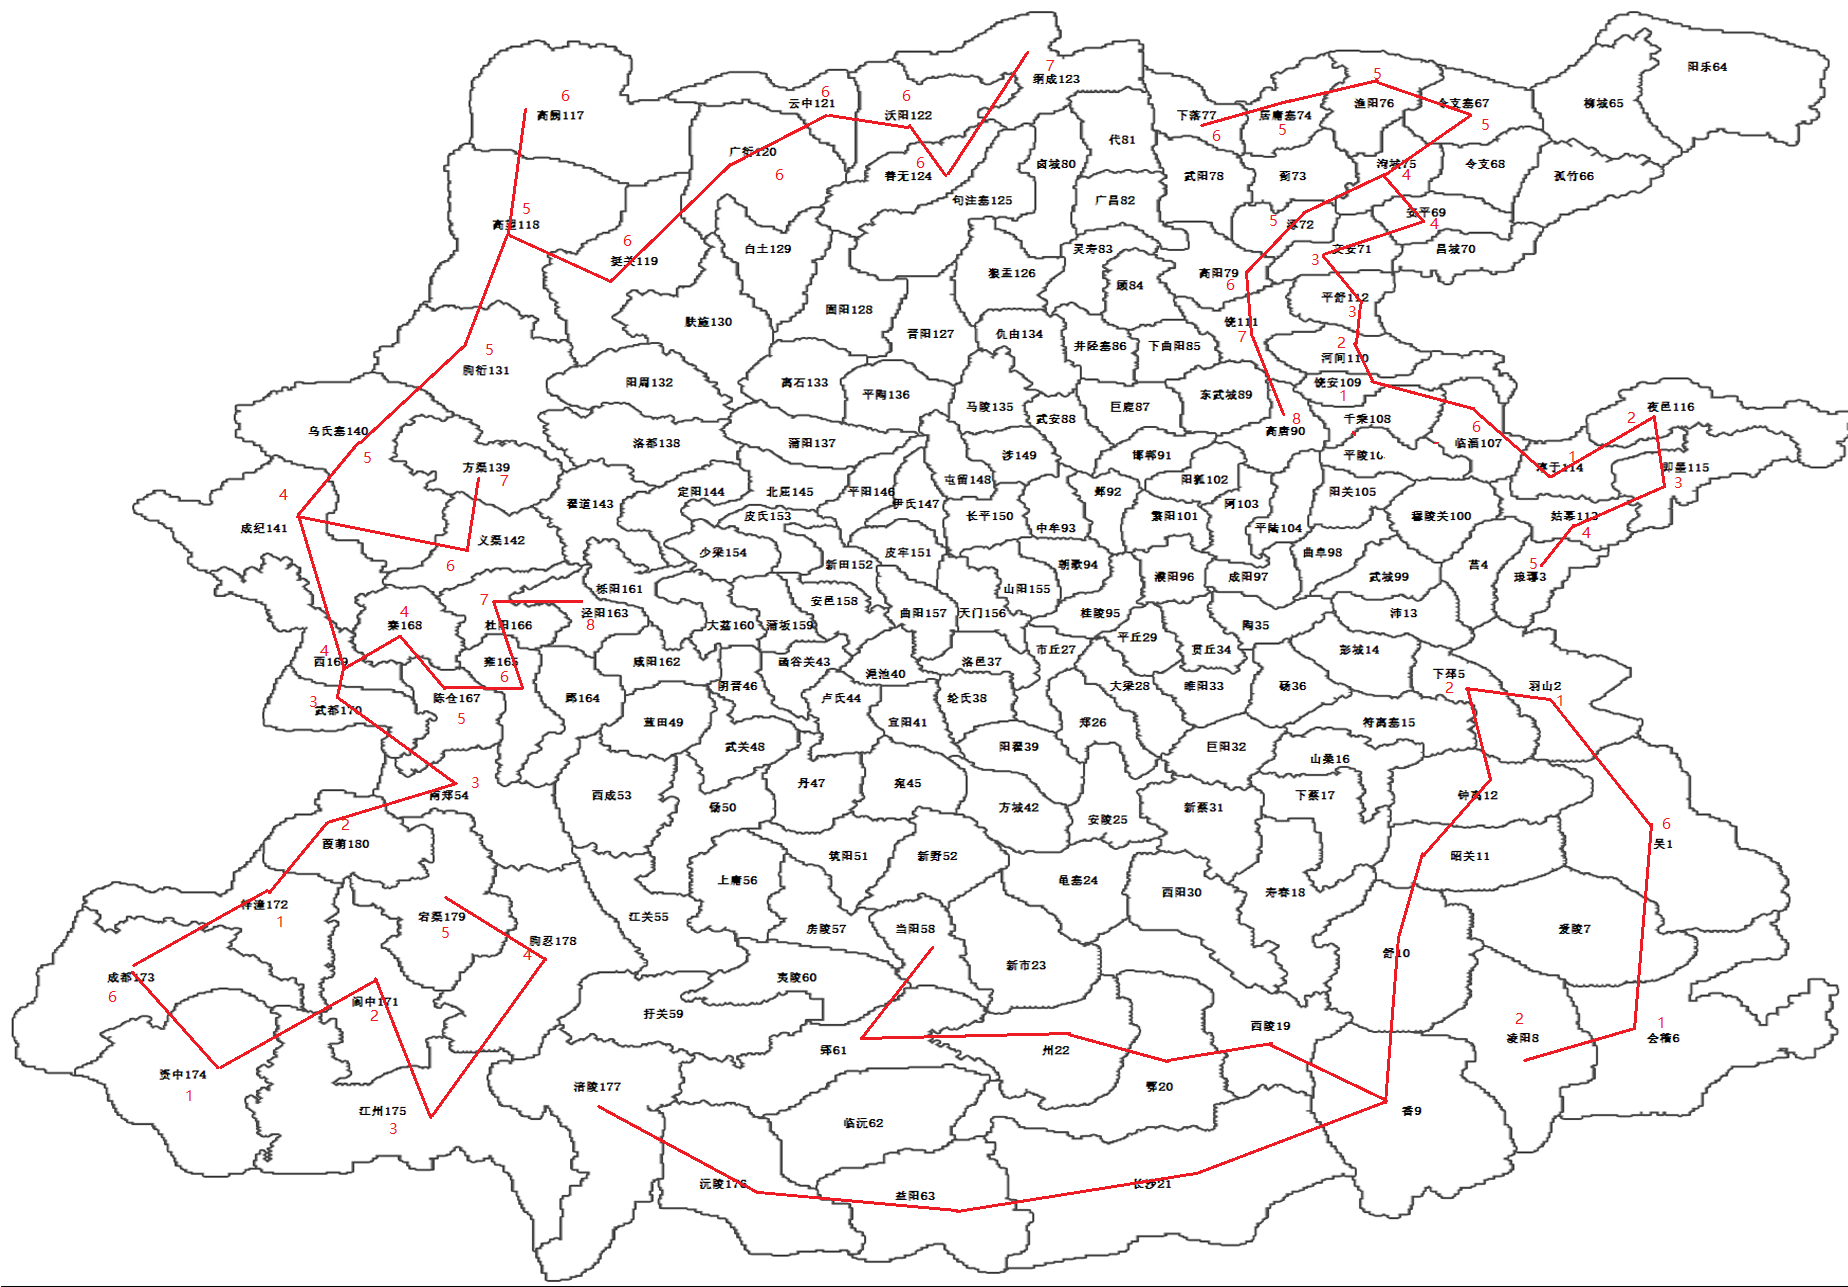 阳乐64
7
绸成123
6
高阙117
6
云中121
6
沃阳122
下落77
6
居庸塞74
5
5
渔阳76
令支塞67
5
柳城65
广衍120
6
6
善无124
句注塞125
卤城80
代81
武阳78
蓟73
泃城75
4
令支68
孤竹66
广昌82
5
高望118
6
挺关119
白土129
5
涿72
安平69
4
昌城70
3
文安71
灵寿83
狼孟126
顾84
高阳79
6
平舒112
3
肤施130
固阳128
晋阳127
仇由134
井陉塞86
下曲阳85
饶111
7
2
河间110
5
朐衍131
阳周132
离石133
平陶136
马陵135
武安88
巨鹿87
东武城89
饶安109
1
8
高唐90
千乘108
6
临淄107
2
夜邑116
乌氏塞140
5
洛都138
蒲阳137
涉149
邯郸91
平陵10
1
淳于114
即墨115
3
方渠139
7
4
成纪141
翟道143
定阳144
北屈145
平阳146
伊氏147
屯留148
邺92
阳狐102
阳关105
长平150
中牟93
繁阳101
阿103
平陆104
穆陵关100
姑幕113
4
义渠142
6
皮氏153
少梁154
新田152
皮牢151
朝歌94
濮阳96
成阳97
曲阜98
武城99
莒4
5
琅琊3
4
秦168
7
杜阳166
栎阳161
泾阳163
8
大荔160
蒲坂159
安邑158
曲阳157
天门156
山阳155
桂陵95
平丘29
陶35
沛13
4
西169
雍165
6
咸阳162
函谷关43
渑池40
洛邑37
市丘27
贯丘34
彭城14
下邳5
2
羽山2
1
3
武都170
陈仓167
5
郿164
阴晋46
卢氏44
纶氏38
大梁28
睢阳33
砀36
蓝田49
武关48
宜阳41
阳翟39
郑26
巨阳32
符离塞15
山桑16
3
南郑54
西成53
钖50
丹47
宛45
方城42
安陵25
新蔡31
下蔡17
钟离12
6
吴1
2
葭萌180
上庸56
筑阳51
新野52
黾塞24
酉阳30
寿春18
昭关11
梓潼172
1
宕渠179
5
朐忍178
4
江关55
房陵57
当阳58
新市23
舒10
爰陵7
成都173
6
阆中171
2
夷陵60
扞关59
郢61
州22
西陵19
2
凌阳8
1
会稽6
资中174
1
江州175
3
涪陵177
临沅62
鄂20
番9
沅陵176
益阳63
长沙21